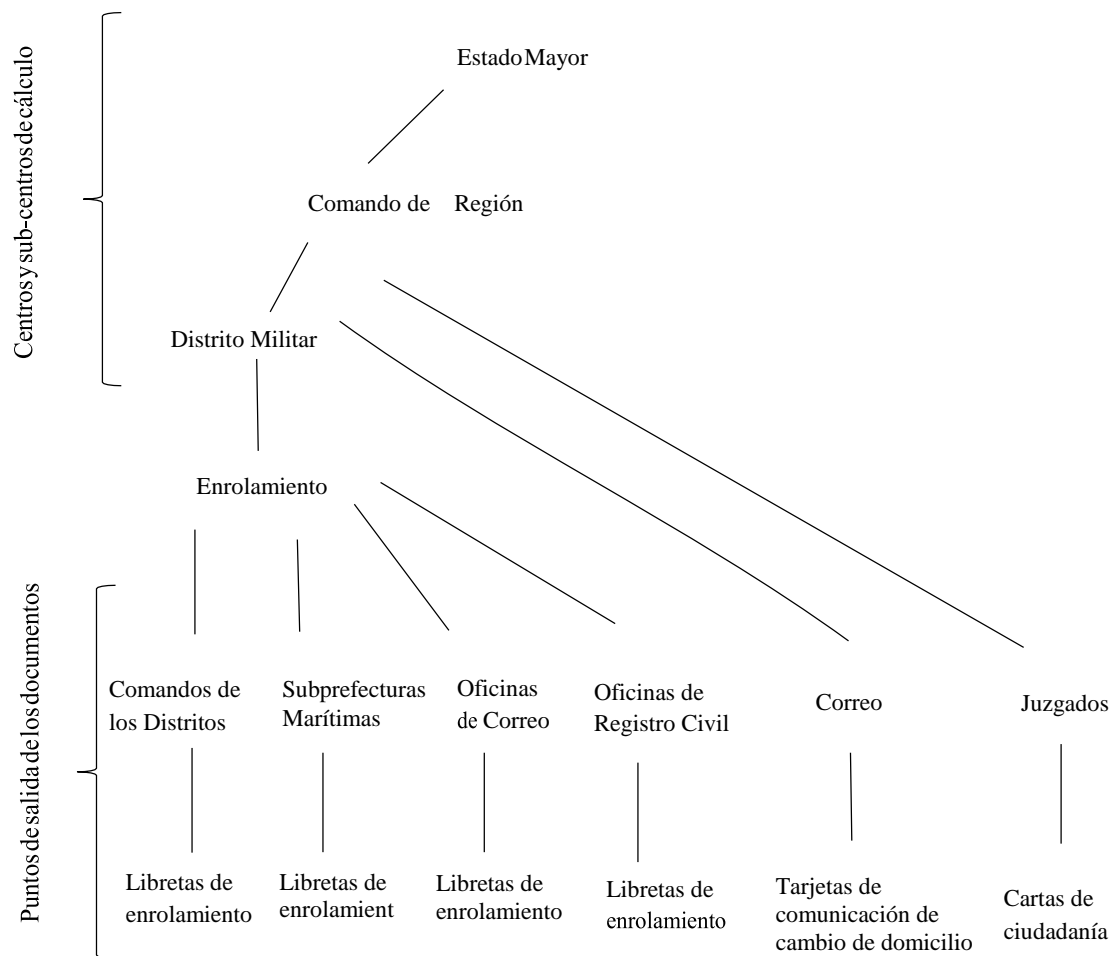 Centros y sub-centros de cálculo
Estado Mayor
Comando de Región
Distrito Militar
Enrolamiento
Puntos de salida de los documentos
Comandos de
los Distritos
Subprefecturas
Marítimas
Oficinas
de Correo
Oficinas de
Registro Civil
Correo
Juzgados
Libretas de
enrolamiento
Libretas de
enrolamient
Libretas de
enrolamiento
Libretas de
enrolamiento
Tarjetas de
comunicación de
cambio de domicilio
Cartas de
ciudadanía